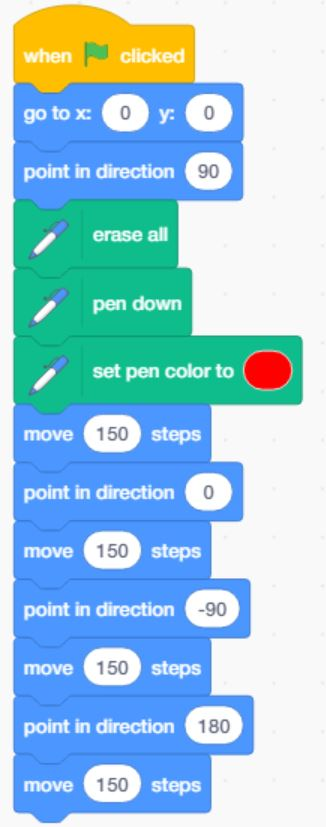 when clicked
go to x: 0 y: 0
point in direction 90
erase all
pen down
set pen color to
move 150 steps
point in direction 0
move 150 steps
point in direction -90
move 150 steps
point in direction 180
move 150 steps